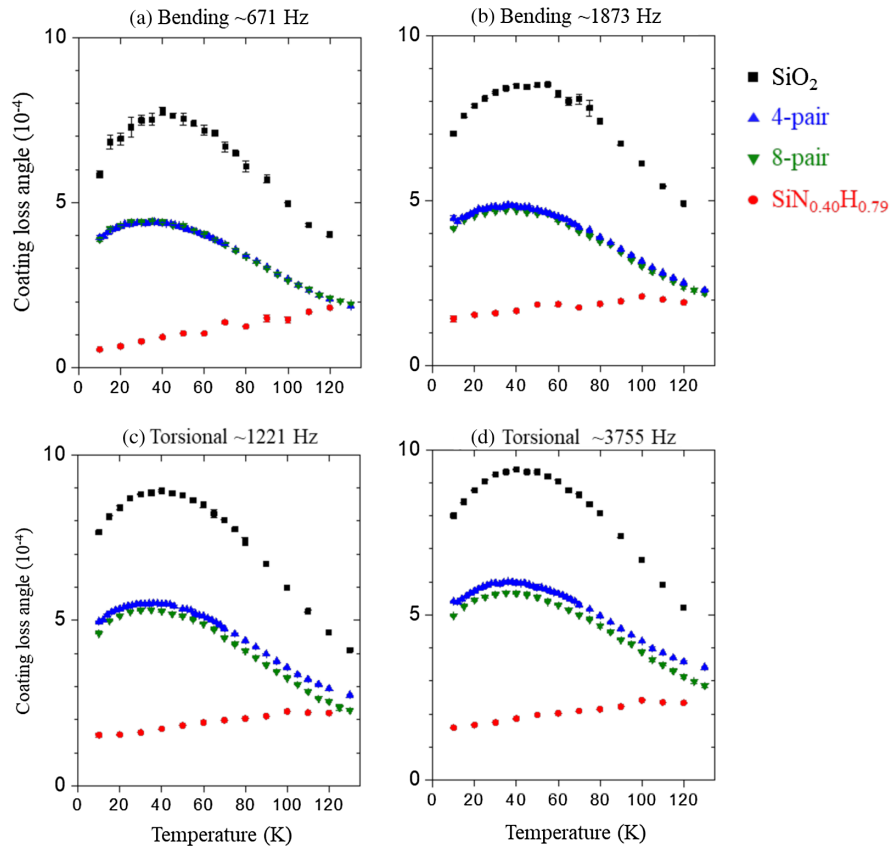 (a) Bending ~671 Hz
(b) Bending ~1873 Hz
10
5
0
0 20 40 60 80 100 120
Coating loss angle (10⁻⁴)
10
5
0
0 20 40 60 80 100 120
SiO₂
4-pair
8-pair
SiN₀.₄₀H₀.₇₉
(c) Torsional ~1221 Hz
(d) Torsional ~3755 Hz
10
5
0
0 20 40 60 80 100 120
Coating loss angle (10⁻⁴)
Temperature (K)
10
5
0
0 20 40 60 80 100 120
Temperature (K)